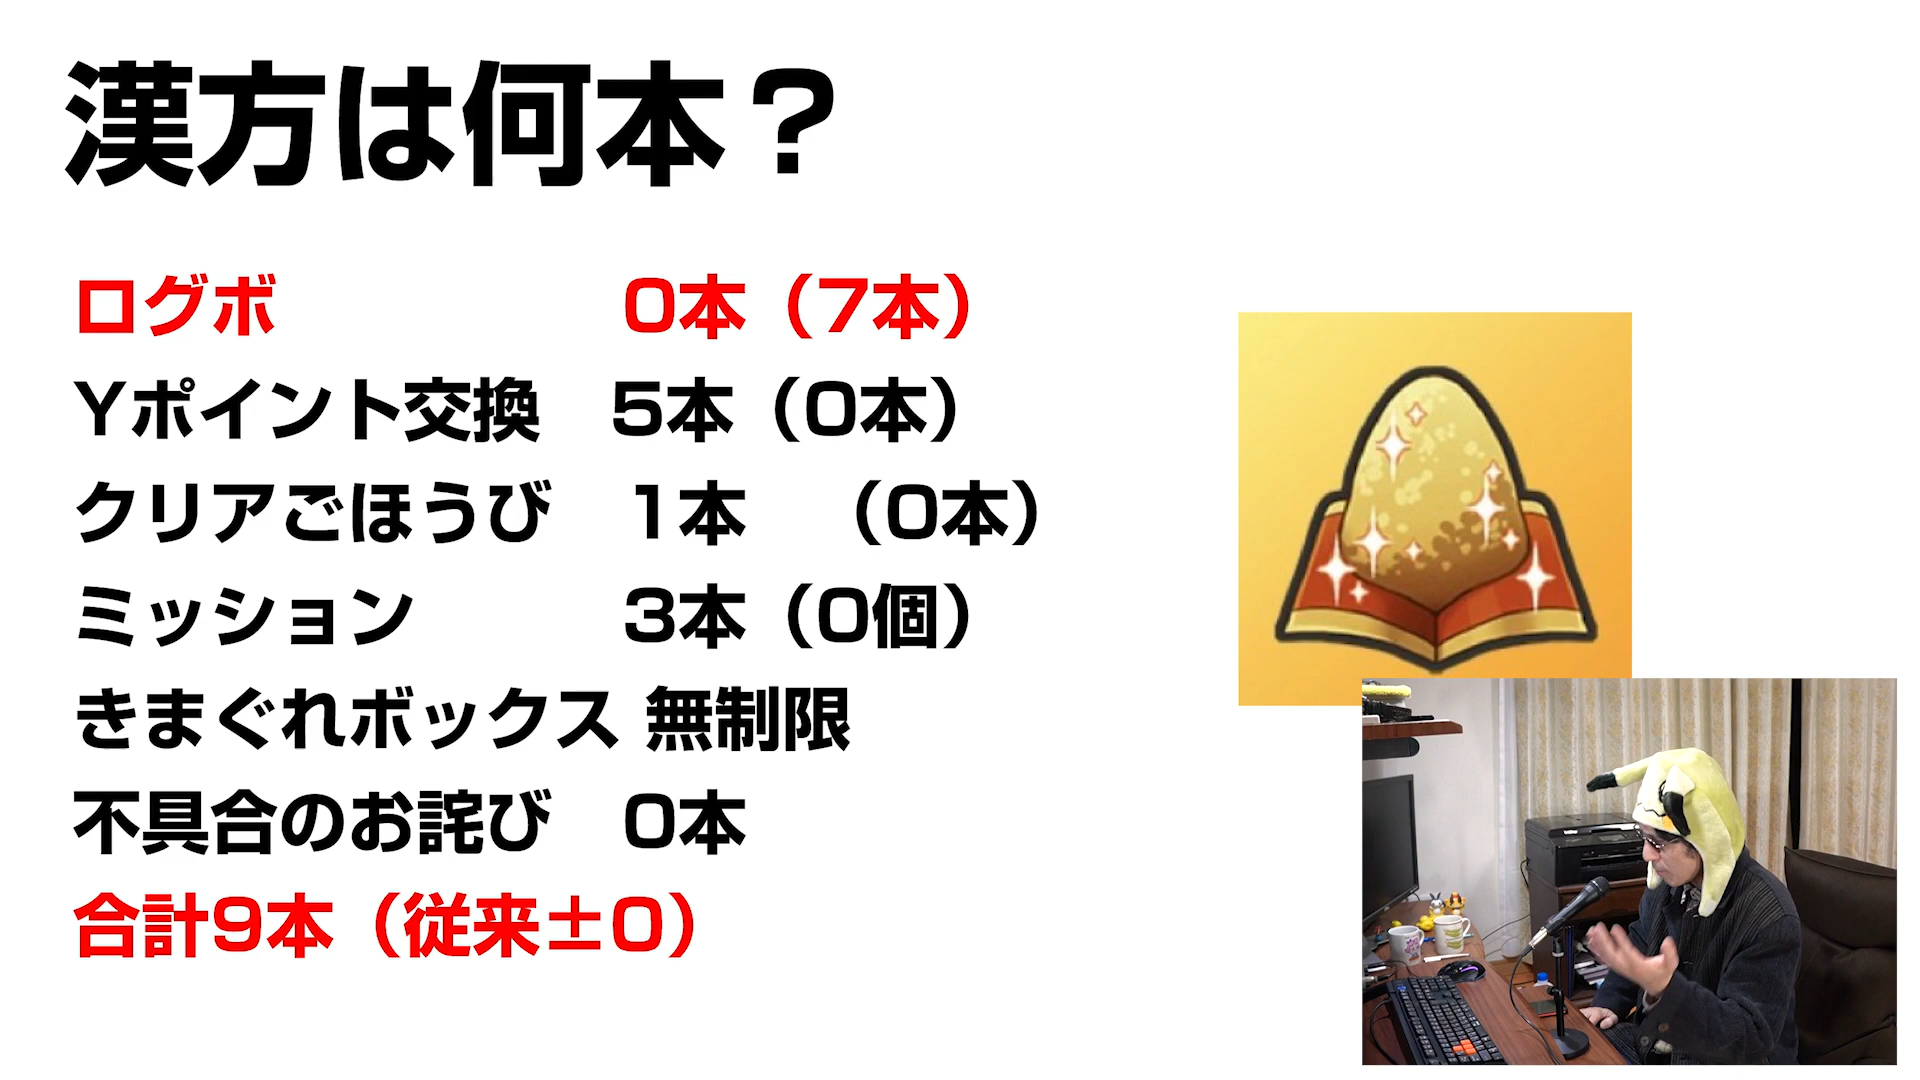 漢方は何本？
ログボ 0本（7本）
Yポイント交換 5本（0本）
クリアごほうび 1本 （0本）
ミッション 3本（0個）
きまぐれボックス 無制限
不具合のお詫び 0本
合計9本（従来±0）